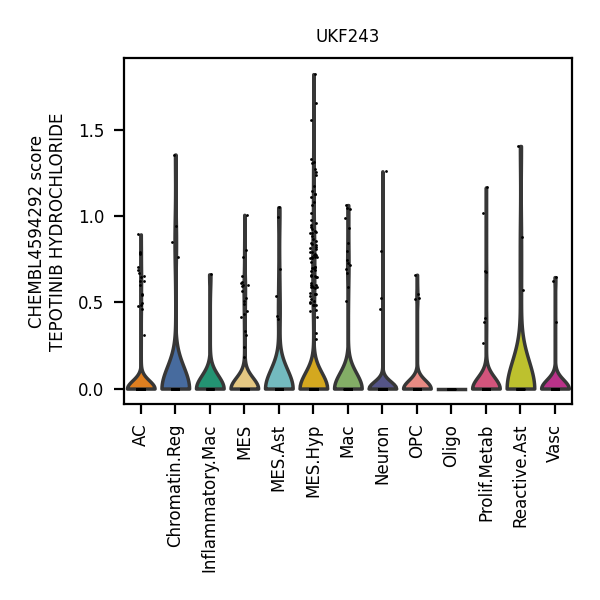 UKF243
CHEMBL4594292 score
TEPOTINIB HYDROCHLORIDE
1.5
1.0
0.5
0.0
AC
Chromatin.Reg
Inflammatory.Mac
MES
MES.Ast
MES.Hyp
Mac
Neuron
OPC
Oligo
Prolif.Metab
Reactive.Ast
Vasc